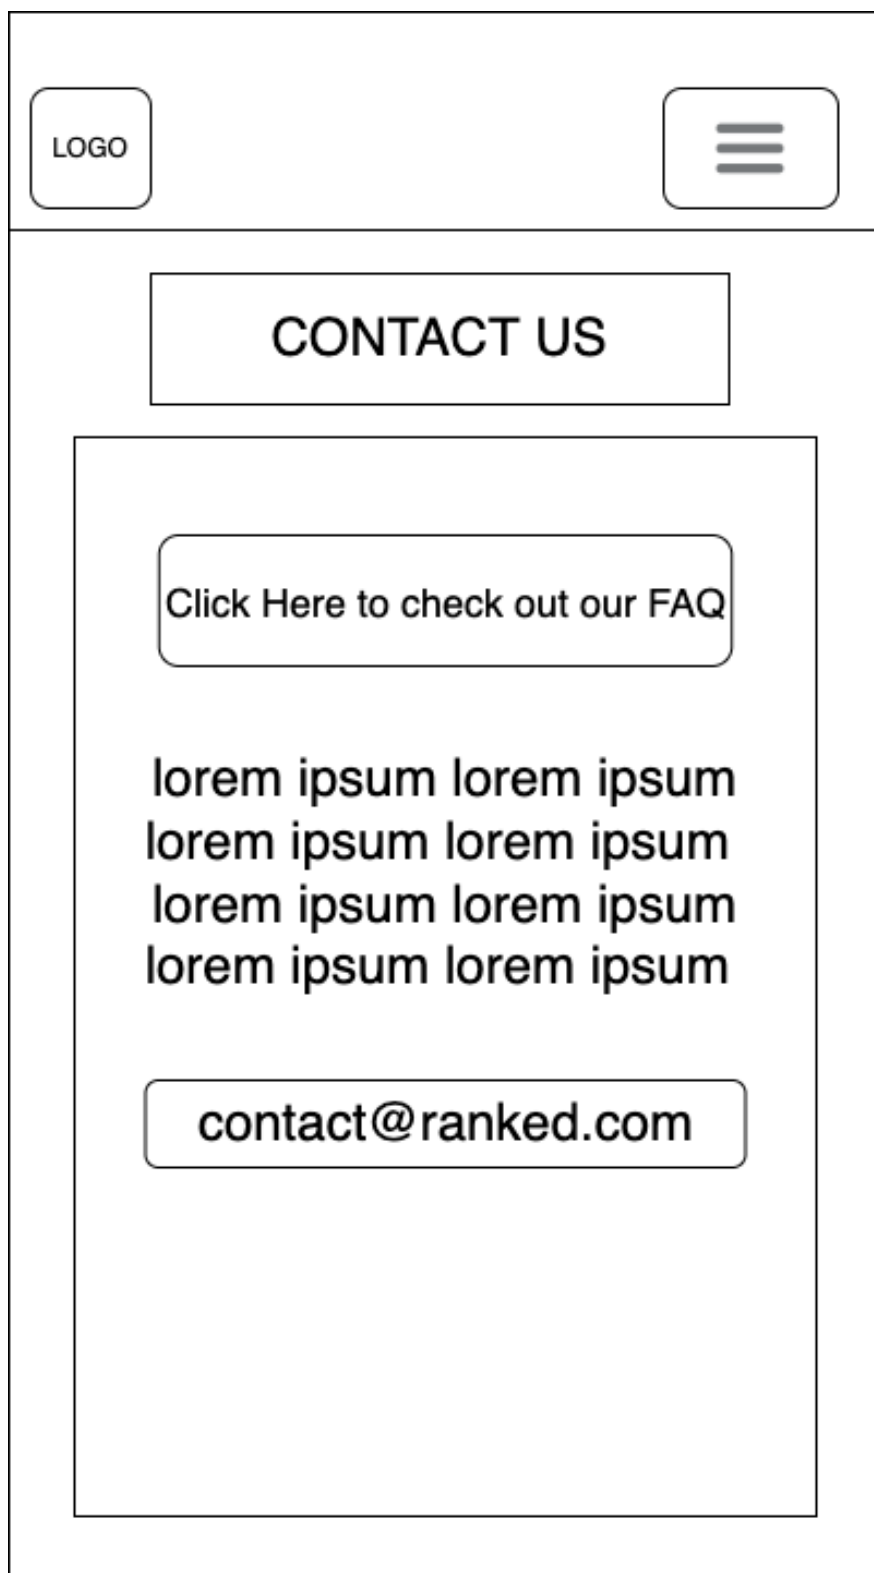 LOGO
CONTACT US
Click Here to check out our FAQ
lorem ipsum lorem ipsum
lorem ipsum lorem ipsum
lorem ipsum lorem ipsum
lorem ipsum lorem ipsum
contact@ranked.com